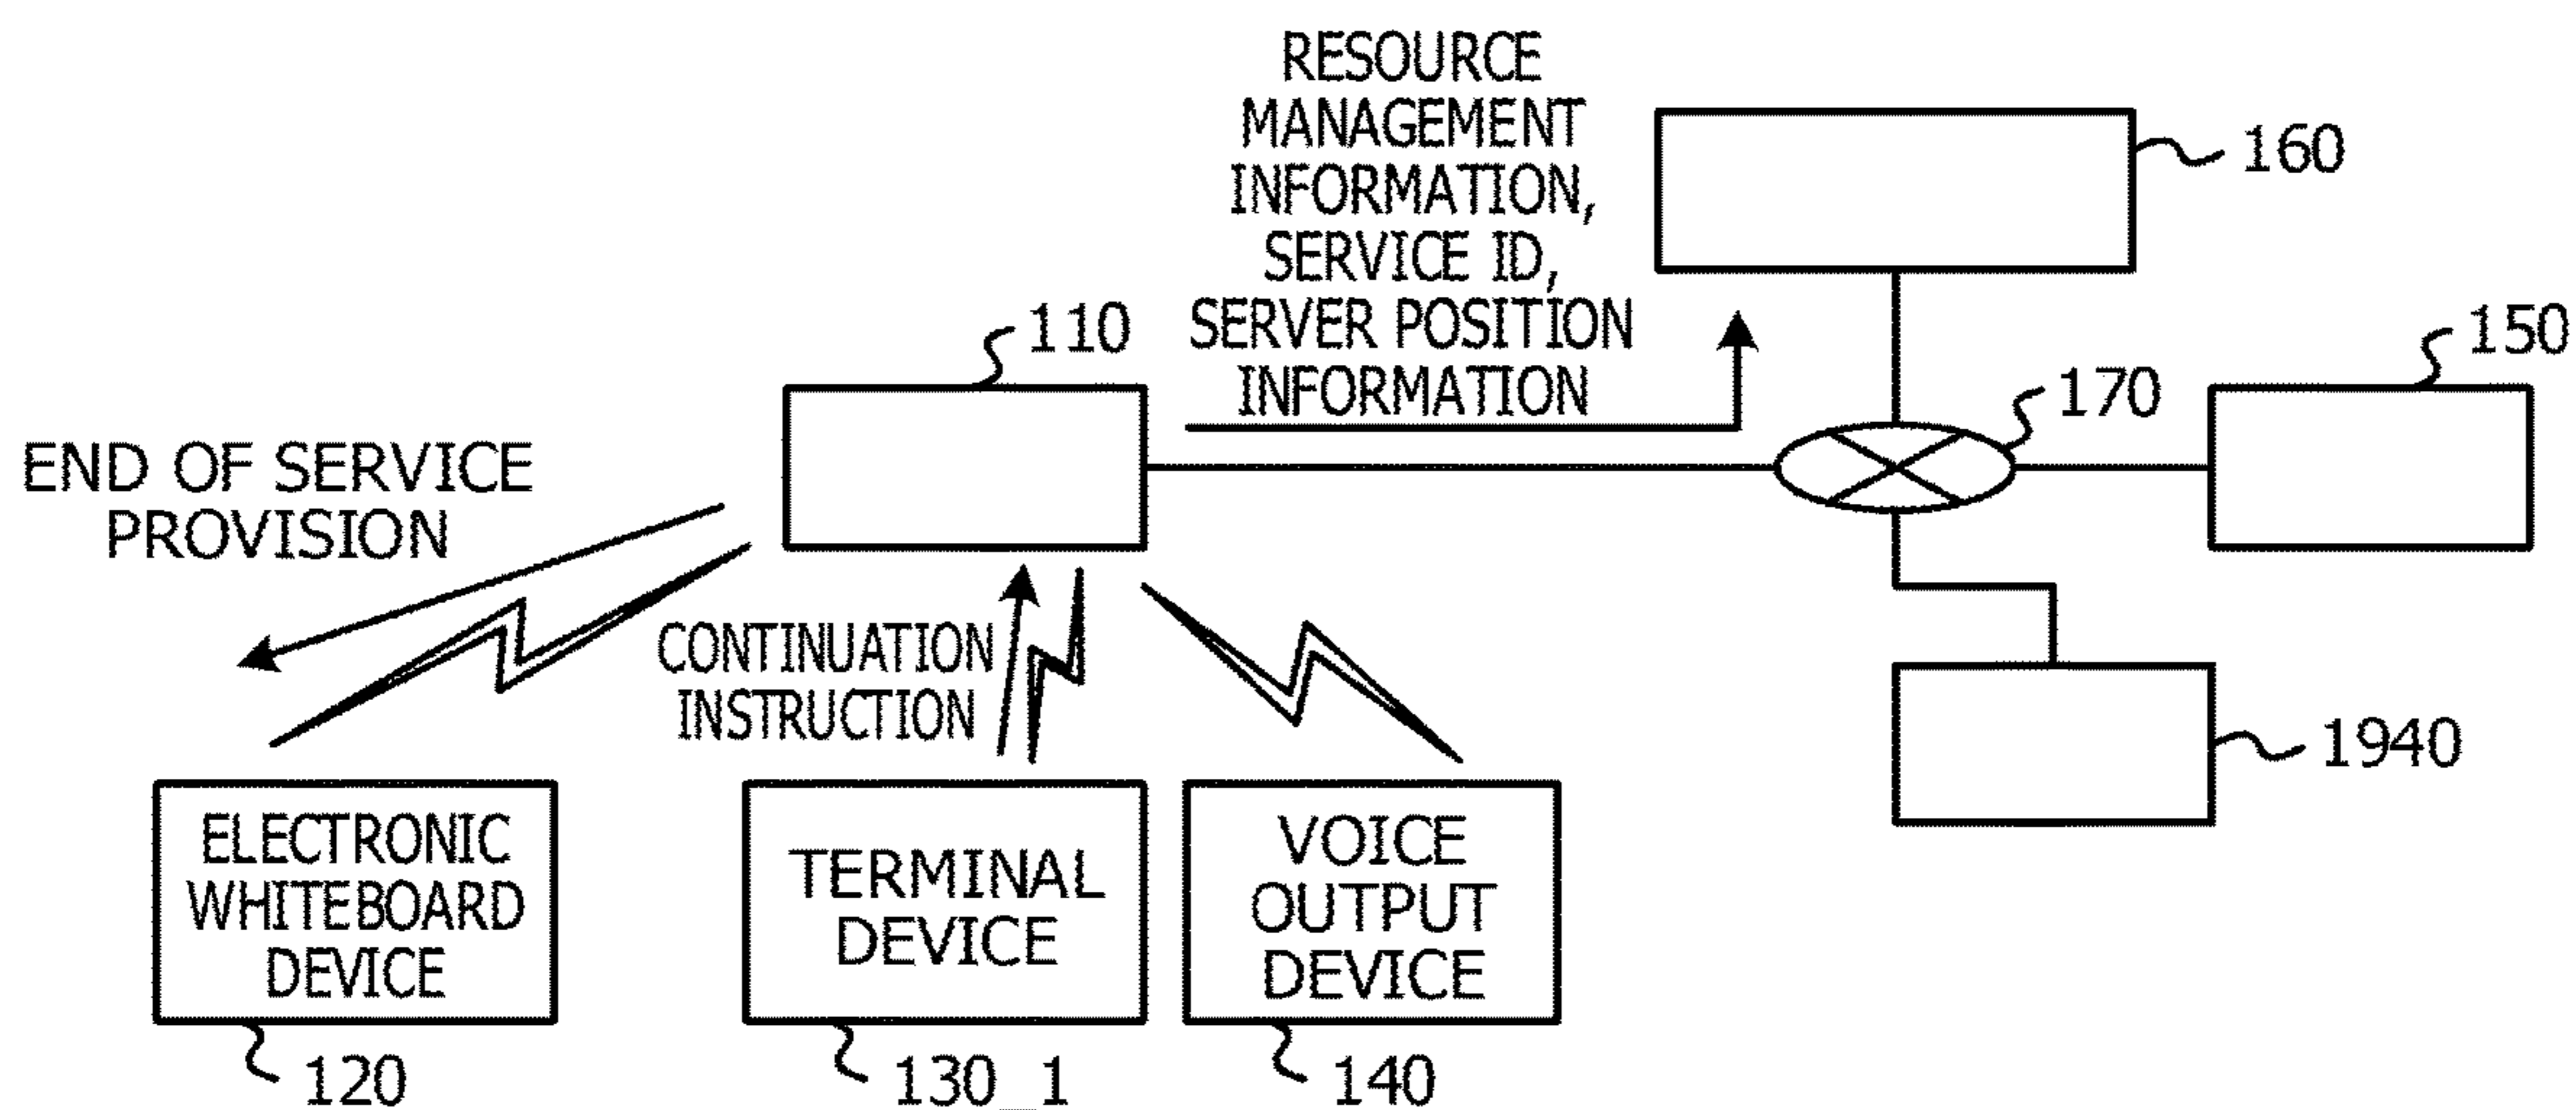 RESOURCE
MANAGEMENT
INFORMATION,
SERVICE ID,
SERVER POSITION
INFORMATION
160
110
150
170
END OF SERVICE
PROVISION
CONTINUATION
INSTRUCTION
1940
ELECTRONIC
WHITEBOARD
DEVICE
TERMINAL
DEVICE
VOICE
OUTPUT
DEVICE
120
130_1
140